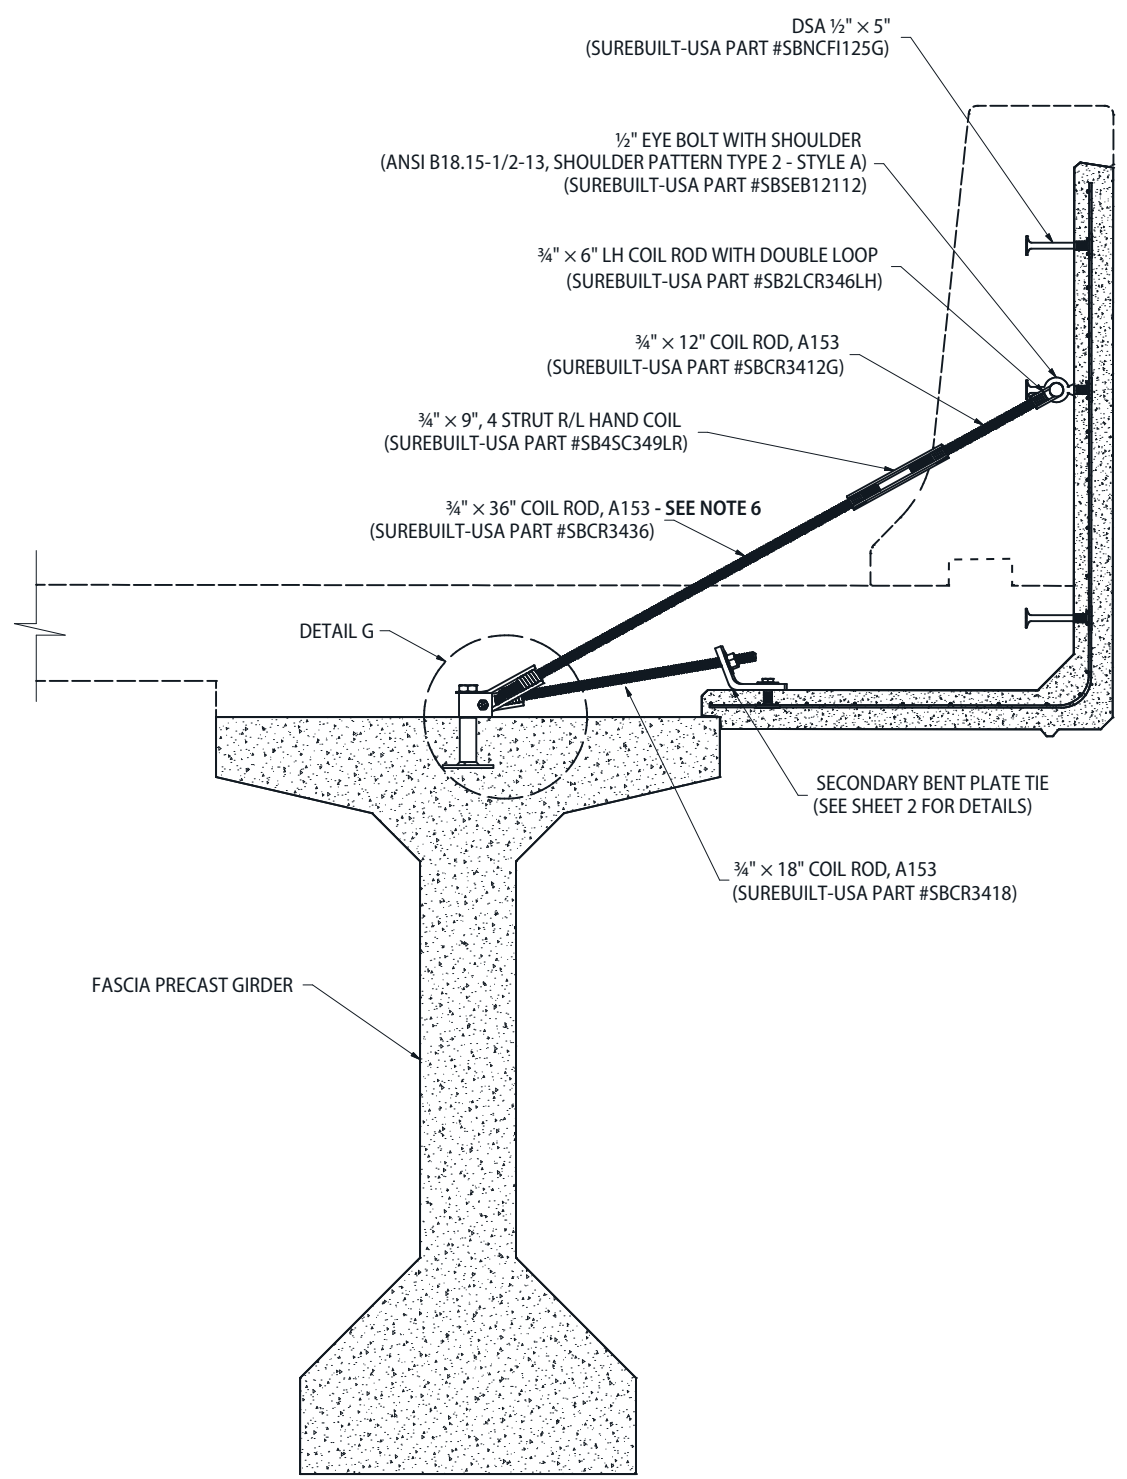 DSA ½" × 5"
(SUREBUILT-USA PART #SBNCFI125G)
½" EYE BOLT WITH SHOULDER
(ANSI B18.15-1/2-13, SHOULDER PATTERN TYPE 2 - STYLE A)
(SUREBUILT-USA PART #SBSEB12112)
¾" × 6" LH COIL ROD WITH DOUBLE LOOP
(SUREBUILT-USA PART #SB2LCR346LH)
¾" × 12" COIL ROD, A153
(SUREBUILT-USA PART #SBCR3412G)
¾" × 9", 4 STRUT R/L HAND COIL
(SUREBUILT-USA PART #SB4SC349LR)
¾" × 36" COIL ROD, A153 - SEE NOTE 6
(SUREBUILT-USA PART #SBCR3436)
DETAIL G
SECONDARY BENT PLATE TIE
(SEE SHEET 2 FOR DETAILS)
¾" × 18" COIL ROD, A153
(SUREBUILT-USA PART #SBCR3418)
FASCIA PRECAST GIRDER